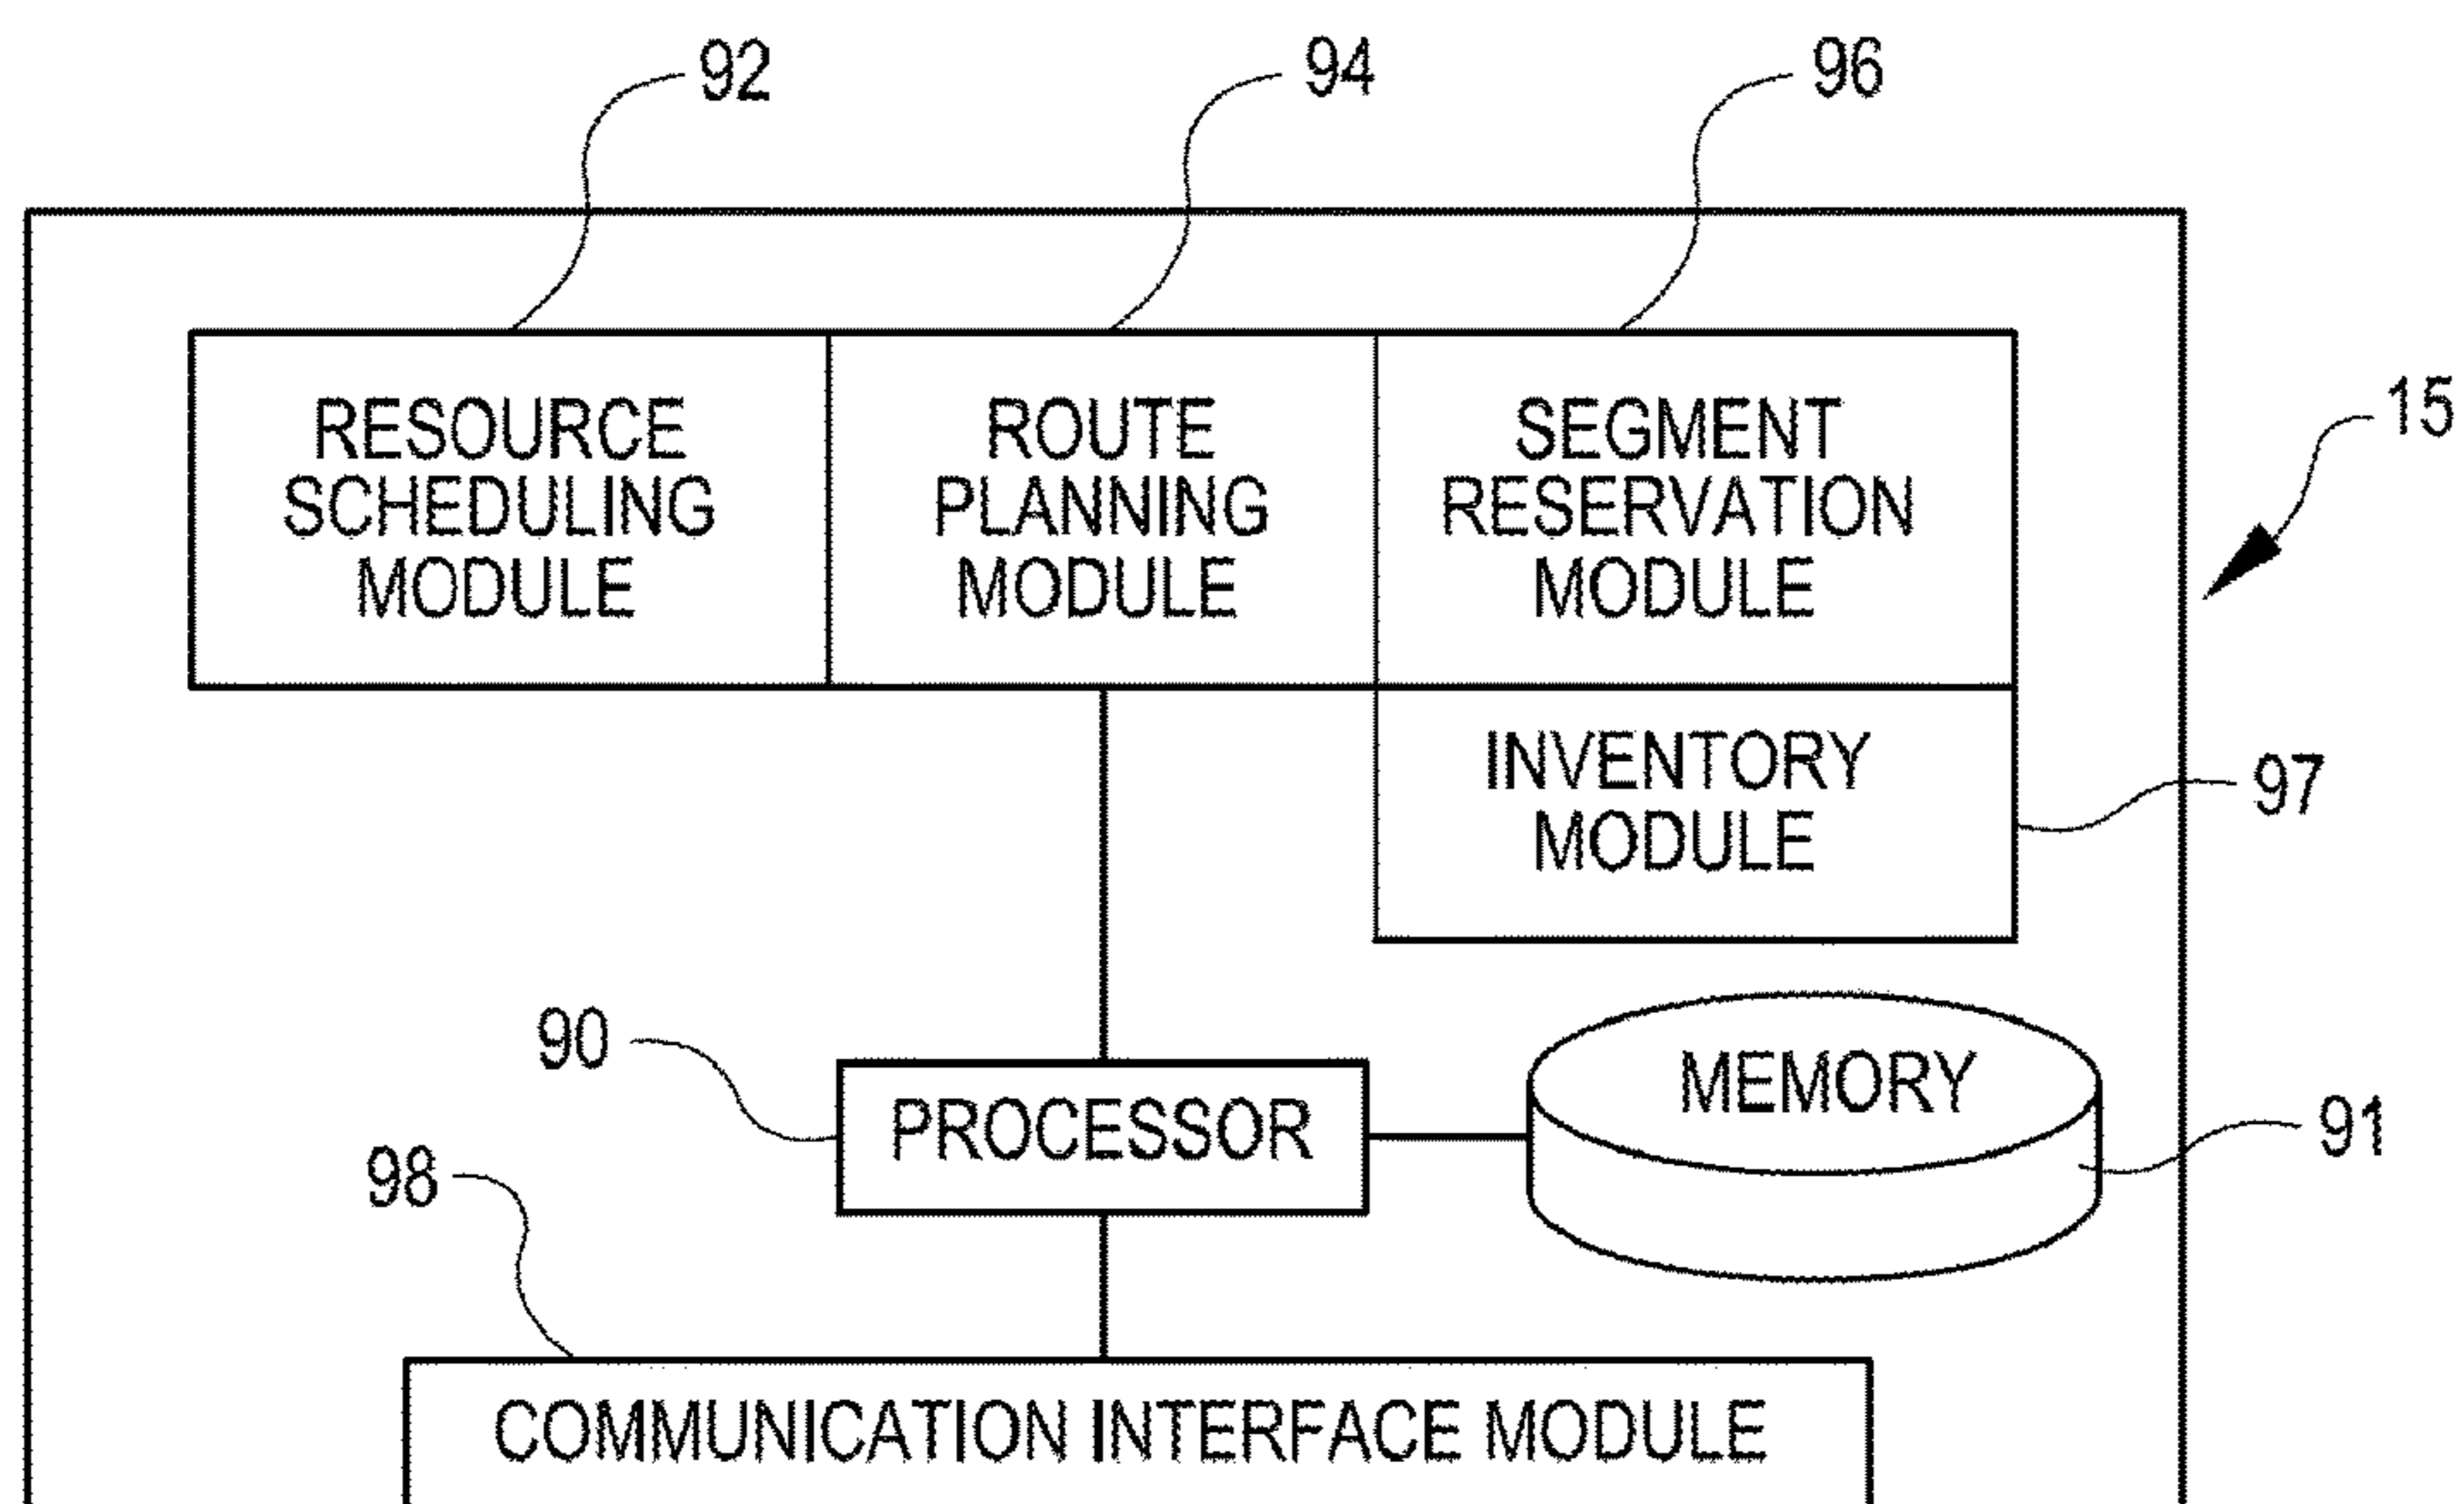 92
94
96
15
RESOURCE
SCHEDULING
MODULE
ROUTE
PLANNING
MODULE
SEGMENT
RESERVATION
MODULE
INVENTORY
MODULE
97
90
PROCESSOR
MEMORY
91
98
COMMUNICATION INTERFACE MODULE